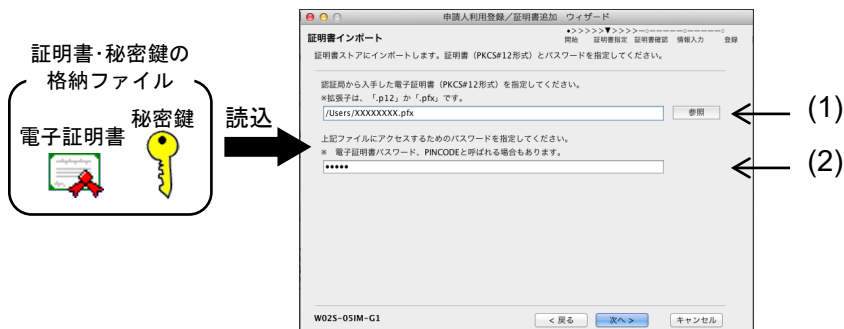 証明書・秘密鍵の
格納ファイル
電子証明書
秘密鍵
読込
申請人利用登録／証明書追加 ウィザード
証明書インポート
●>>>>>▼>>>>>—○—————○—————○
開始 証明書指定 証明書確認 情報入力 登録
証明書ストアにインポートします。証明書（PKCS#12形式）とパスワードを指定してください。
認証局から入手した電子証明書（PKCS#12形式）を指定してください。
※拡張子は、「.p12」か「.pfx」です。
/Users/XXXXXXXX.pfx
参照
(1)
上記ファイルにアクセスするためのパスワードを指定してください。
※ 電子証明書パスワード、PINCODEと呼ばれる場合もあります。
•••••
(2)
W02S-05IM-G1
< 戻る
次へ >
キャンセル